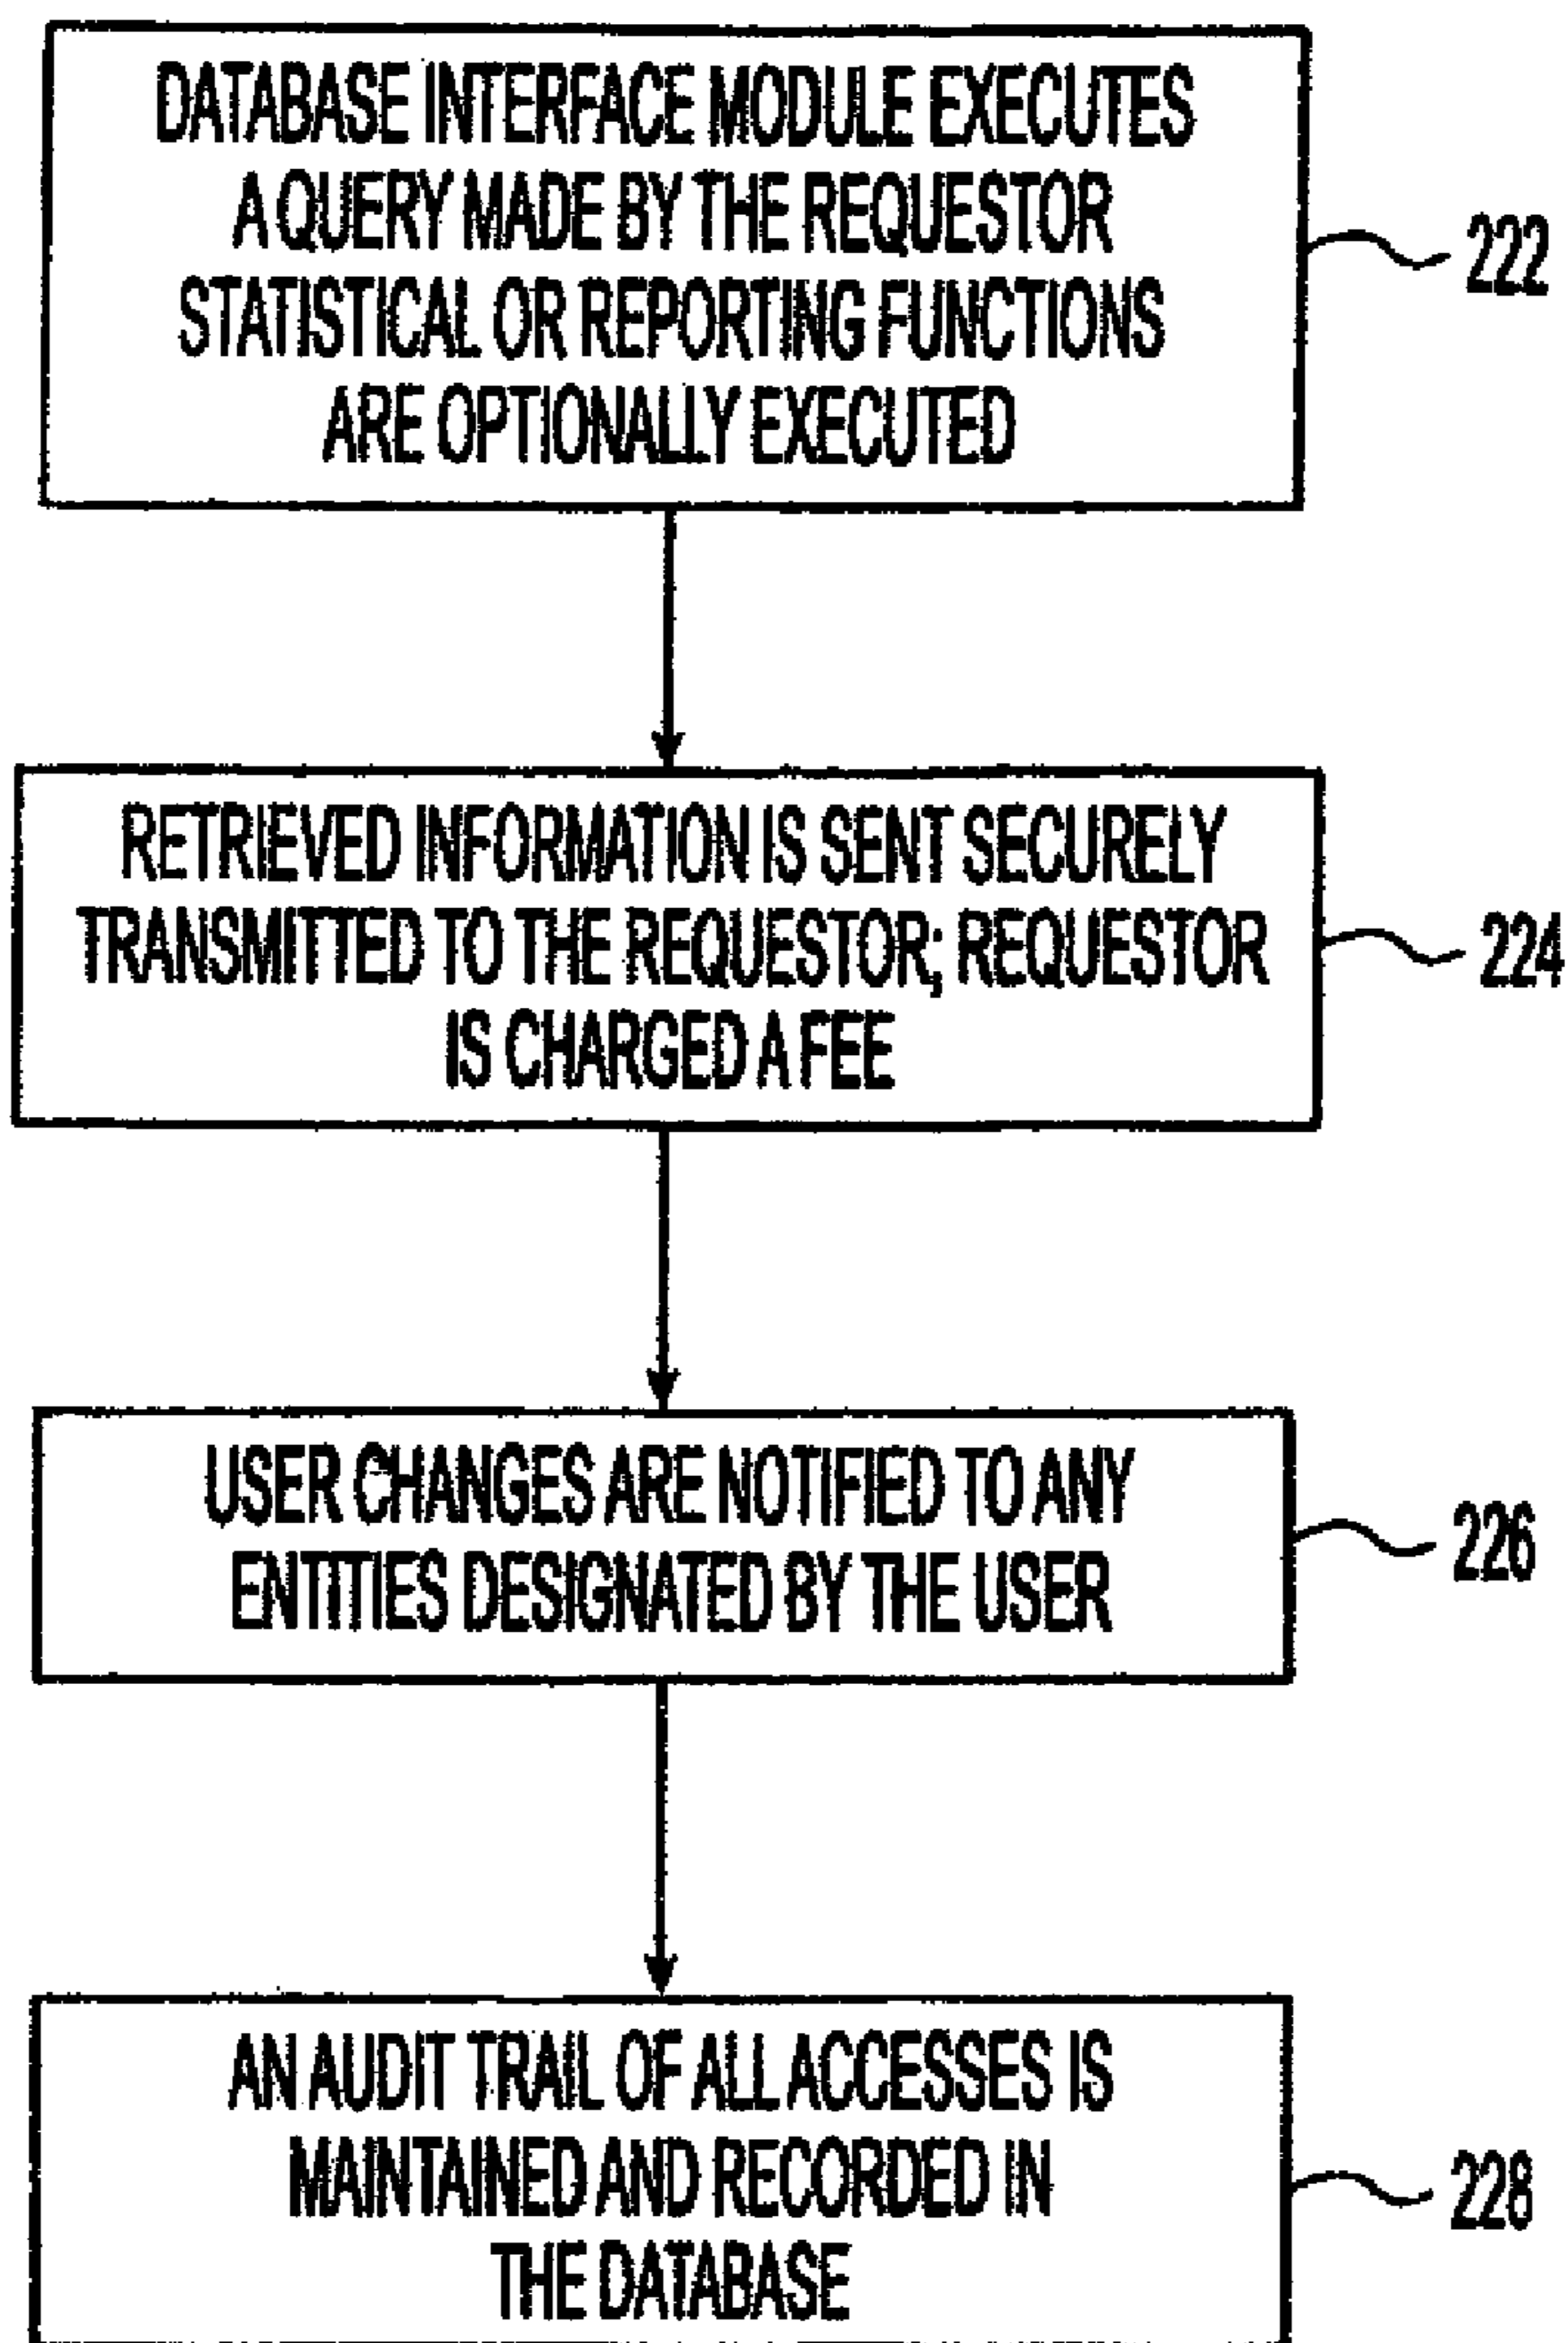 DATABASE INTERFACE MODULE EXECUTES
A QUERY MADE BY THE REQUESTOR
STATISTICAL OR REPORTING FUNCTIONS
ARE OPTIONALLY EXECUTED
222
RETRIEVED INFORMATION IS SENT SECURELY
TRANSMITTED TO THE REQUESTOR; REQUESTOR
IS CHARGED A FEE
224
USER CHANGES ARE NOTIFIED TO ANY
ENTITIES DESIGNATED BY THE USER
226
AN AUDIT TRAIL OF ALL ACCESSES IS
MAINTAINED AND RECORDED IN
THE DATABASE
228